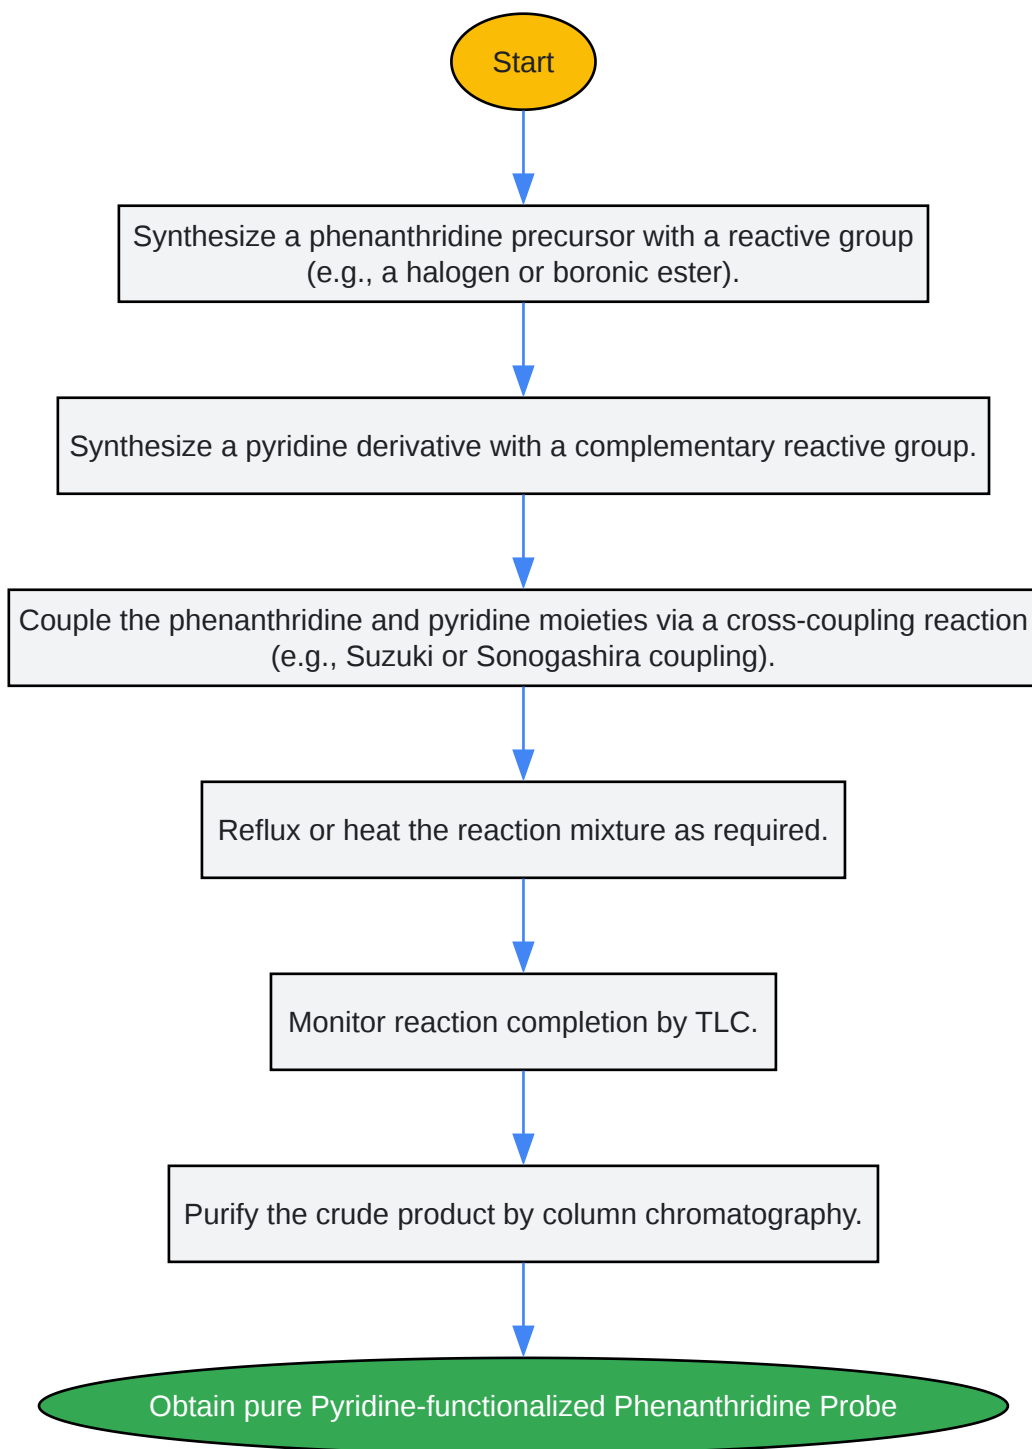 Start
Synthesize a phenanthridine precursor with a reactive group
(e.g., a halogen or boronic ester).
Synthesize a pyridine derivative with a complementary reactive group.
Couple the phenanthridine and pyridine moieties via a cross-coupling reaction
(e.g., Suzuki or Sonogashira coupling).
Reflux or heat the reaction mixture as required.
Monitor reaction completion by TLC.
Purify the crude product by column chromatography.
Obtain pure Pyridine-functionalized Phenanthridine Probe